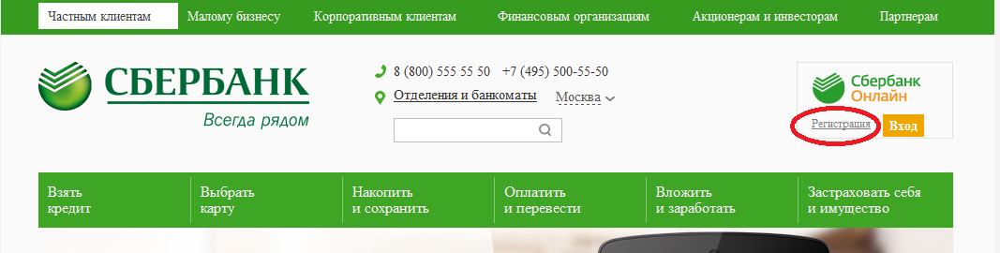 Частным клиентам Малому бизнесу Корпоративным клиентам Финансовым организациям Акционерам и инвесторам Партнерам
СБЕРБАНК
Всегда рядом
8 (800) 555 55 50 +7 (495) 500-55-50
Отделения и банкоматы Москва
Сбербанк
Онлайн
Регистрация Вход
Взять
кредит
Выбрать
карту
Накопить
и сохранить
Оплатить
и перевести
Вложить
и заработать
Застраховать себя
и имущество